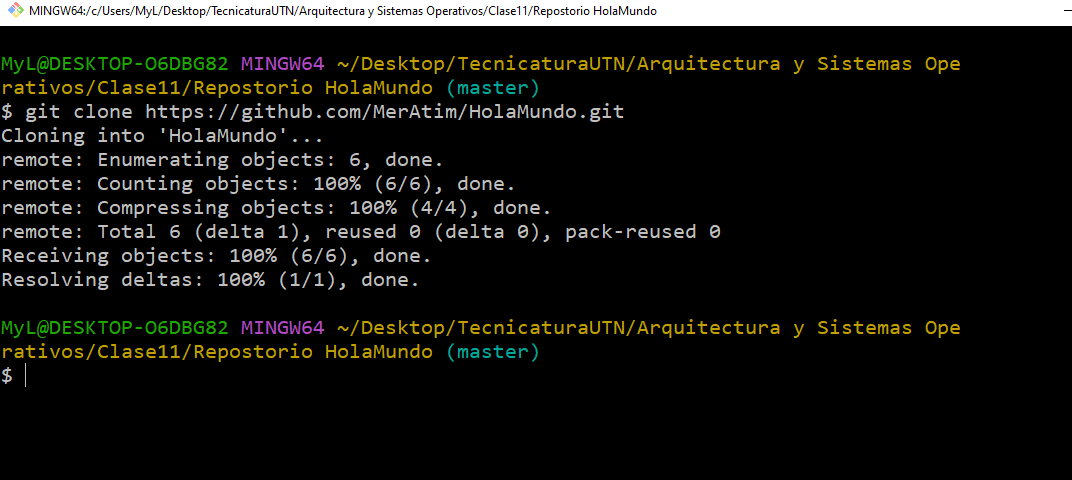 MINGW64:/c/Users/MyL/Desktop/TecnicaturaUTN/Arquitectura y Sistemas Operativos/Clase11/Repostorio HolaMundo
MyL@DESKTOP-O6DBG82 MINGW64 ~/Desktop/TecnicaturaUTN/Arquitectura y Sistemas Ope
rativos/Clase11/Repostorio HolaMundo (master)
$ git clone https://github.com/MerAtim/HolaMundo.git
Cloning into 'HolaMundo'...
remote: Enumerating objects: 6, done.
remote: Counting objects: 100% (6/6), done.
remote: Compressing objects: 100% (4/4), done.
remote: Total 6 (delta 1), reused 0 (delta 0), pack-reused 0
Receiving objects: 100% (6/6), done.
Resolving deltas: 100% (1/1), done.
MyL@DESKTOP-O6DBG82 MINGW64 ~/Desktop/TecnicaturaUTN/Arquitectura y Sistemas Ope
rativos/Clase11/Repostorio HolaMundo (master)
$